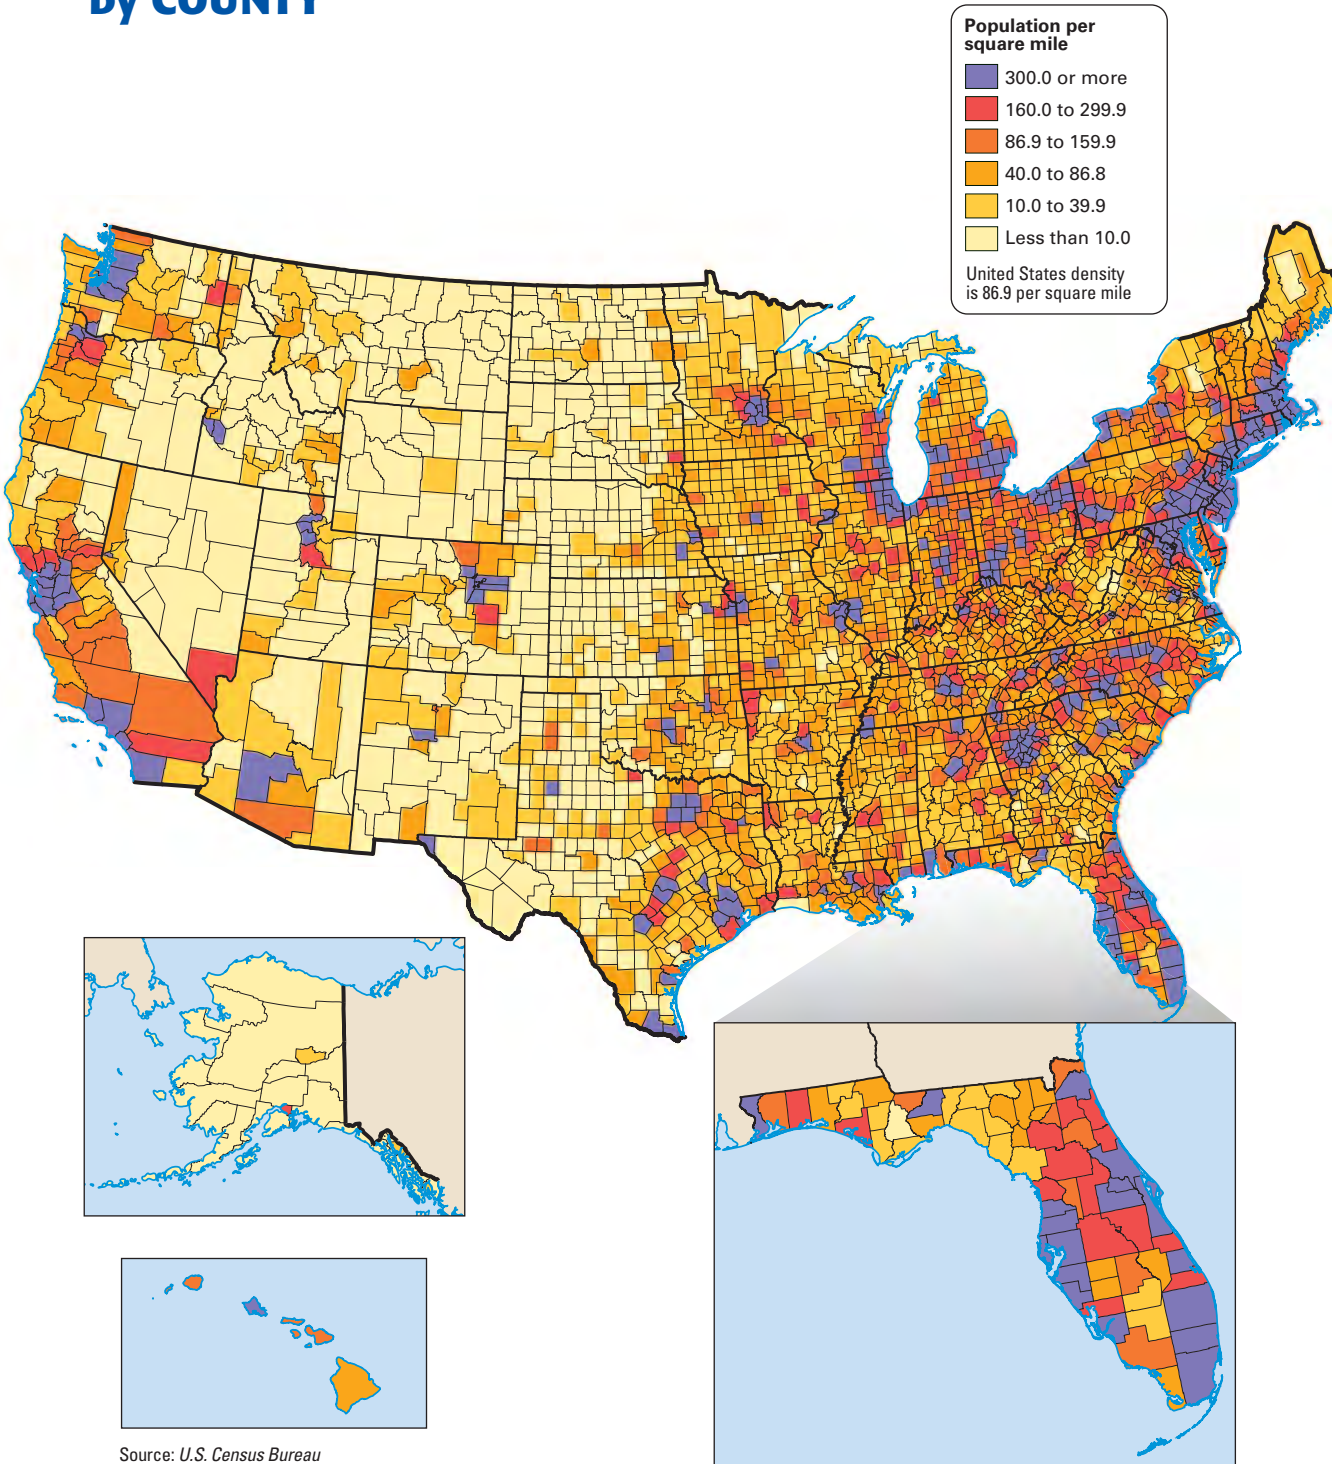 by COUNTY
Population per
square mile
300.0 or more
160.0 to 299.9
86.9 to 159.9
40.0 to 86.8
10.0 to 39.9
Less than 10.0
United States density
is 86.9 per square mile
Source: U.S. Census Bureau